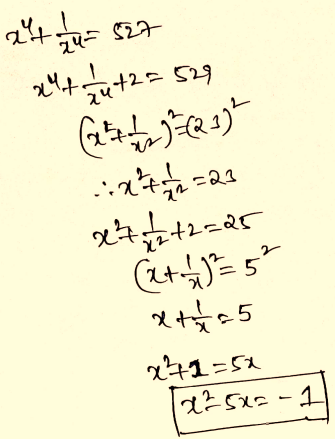 x⁴ + 1/x⁴ = 527
x⁴ + 1/x⁴ + 2 = 529
(x² + 1/x²)² = (23)²
∴ x² + 1/x² = 23
x² + 1/x² + 2 = 25
(x + 1/x)² = 5²
x + 1/x = 5
x² + 1 = 5x
x² - 5x = - 1